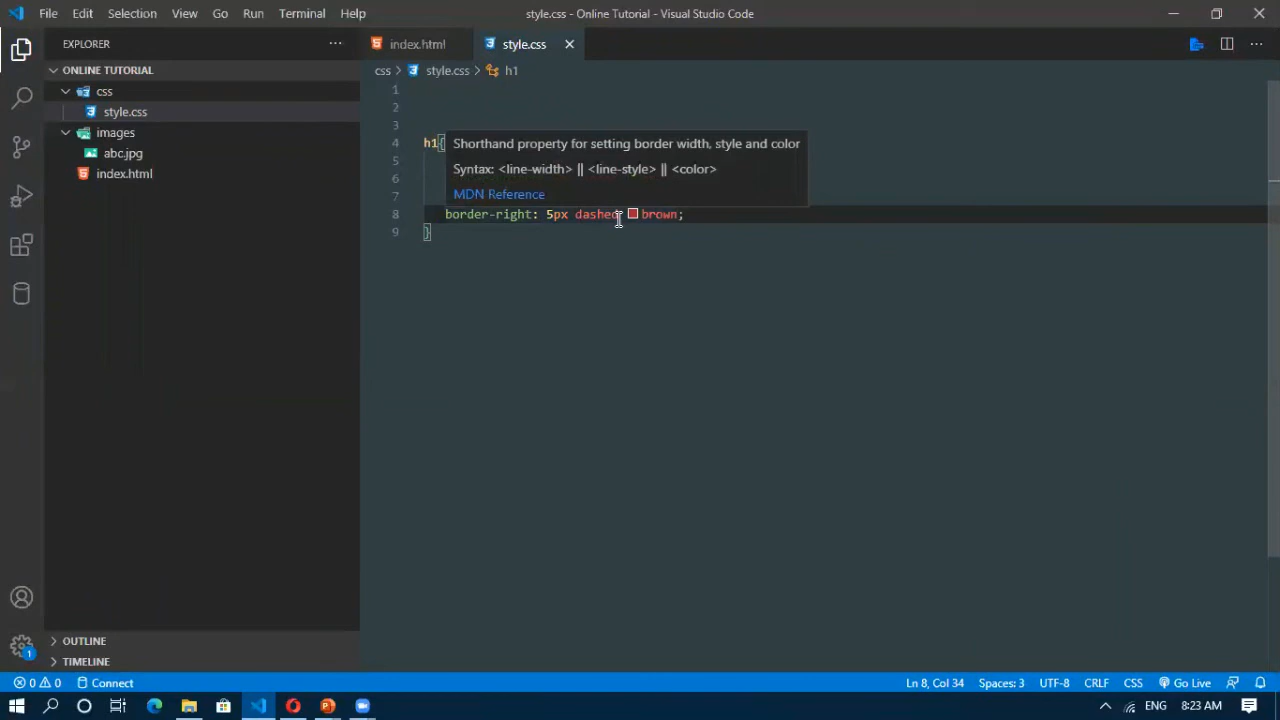 File Edit Selection View Go Run Terminal Help
style.css - Online Tutorial - Visual Studio Code
EXPLORER
index.html
style.css
ONLINE TUTORIAL
css
style.css
images
abc.jpg
index.html
css > style.css > h1
1
2
3
4 h1{
5
6
7
8 border-right: 5px dashed brown;
9 }
Shorthand property for setting border width, style and color
Syntax: <line-width> || <line-style> || <color>
MDN Reference
OUTLINE
TIMELINE
1
0 0 Connect
Ln 8, Col 34 Spaces: 3 UTF-8 CRLF CSS Go Live
ENG 8:23 AM